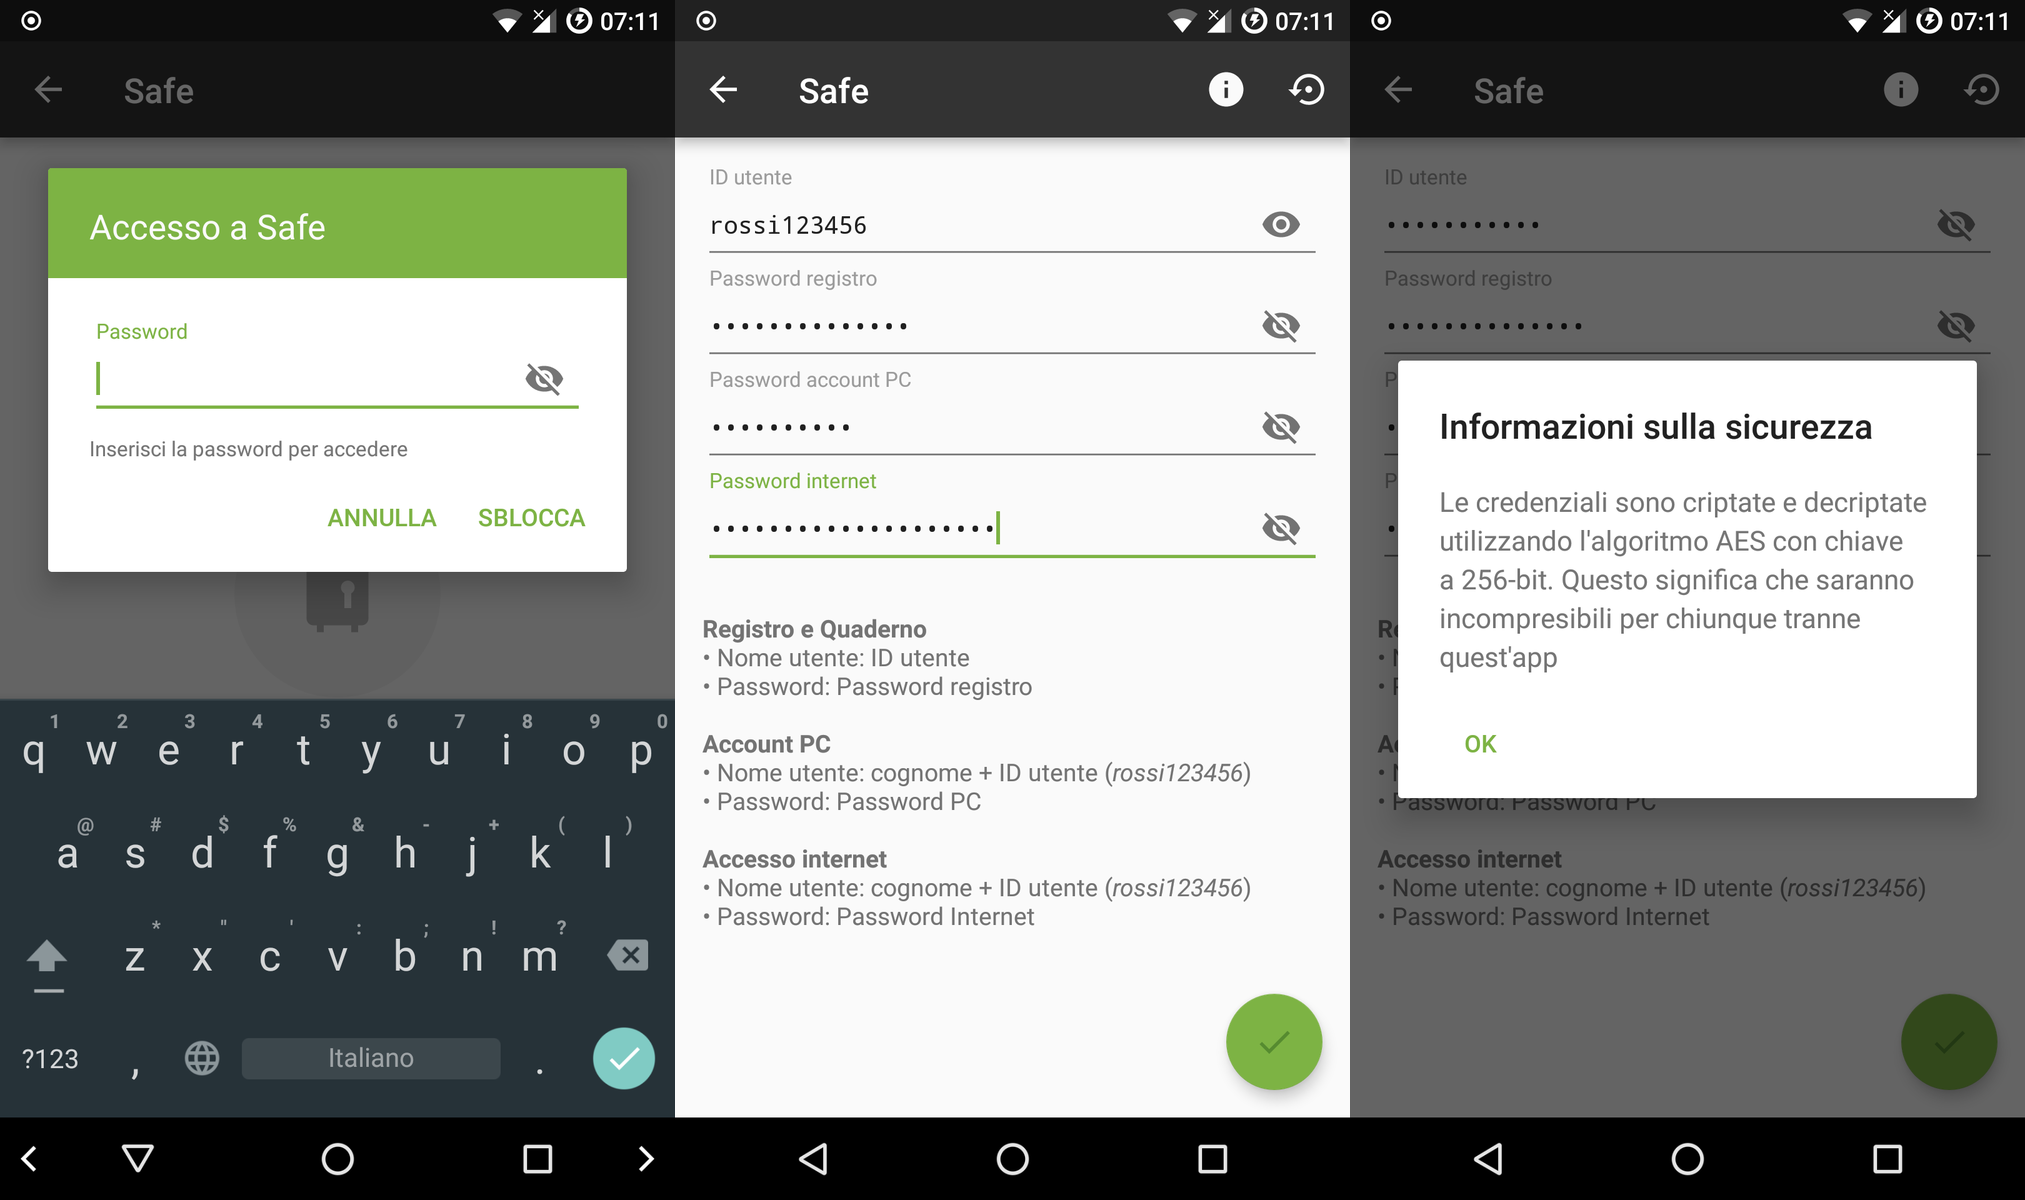 07:11
Safe
Accesso a Safe
Password
Inserisci la password per accedere
ANNULLA SBLOCCA
1 2 3 4 5 6 7 8 9 0
q w e r t y u i o p
@ # $ % & - + ( )
a s d f g h j k l
* " ' : ; ! ?
z x c v b n m
?123 , Italiano .
07:11
Safe
ID utente
rossi123456
Password registro
••••••••••••••
Password account PC
••••••••••
Password internet
••••••••••••••••••••
Registro e Quaderno
• Nome utente: ID utente
• Password: Password registro
Account PC
• Nome utente: cognome + ID utente (rossi123456)
• Password: Password PC
Accesso internet
• Nome utente: cognome + ID utente (rossi123456)
• Password: Password Internet
07:11
Safe
ID utente
•••••••••••
Password registro
••••••••••••••
Informazioni sulla sicurezza
Le credenziali sono criptate e decriptate
utilizzando l'algoritmo AES con chiave
a 256-bit. Questo significa che saranno
incompresibili per chiunque tranne
quest'app
OK
• Password: Password PC
Accesso internet
• Nome utente: cognome + ID utente (rossi123456)
• Password: Password Internet